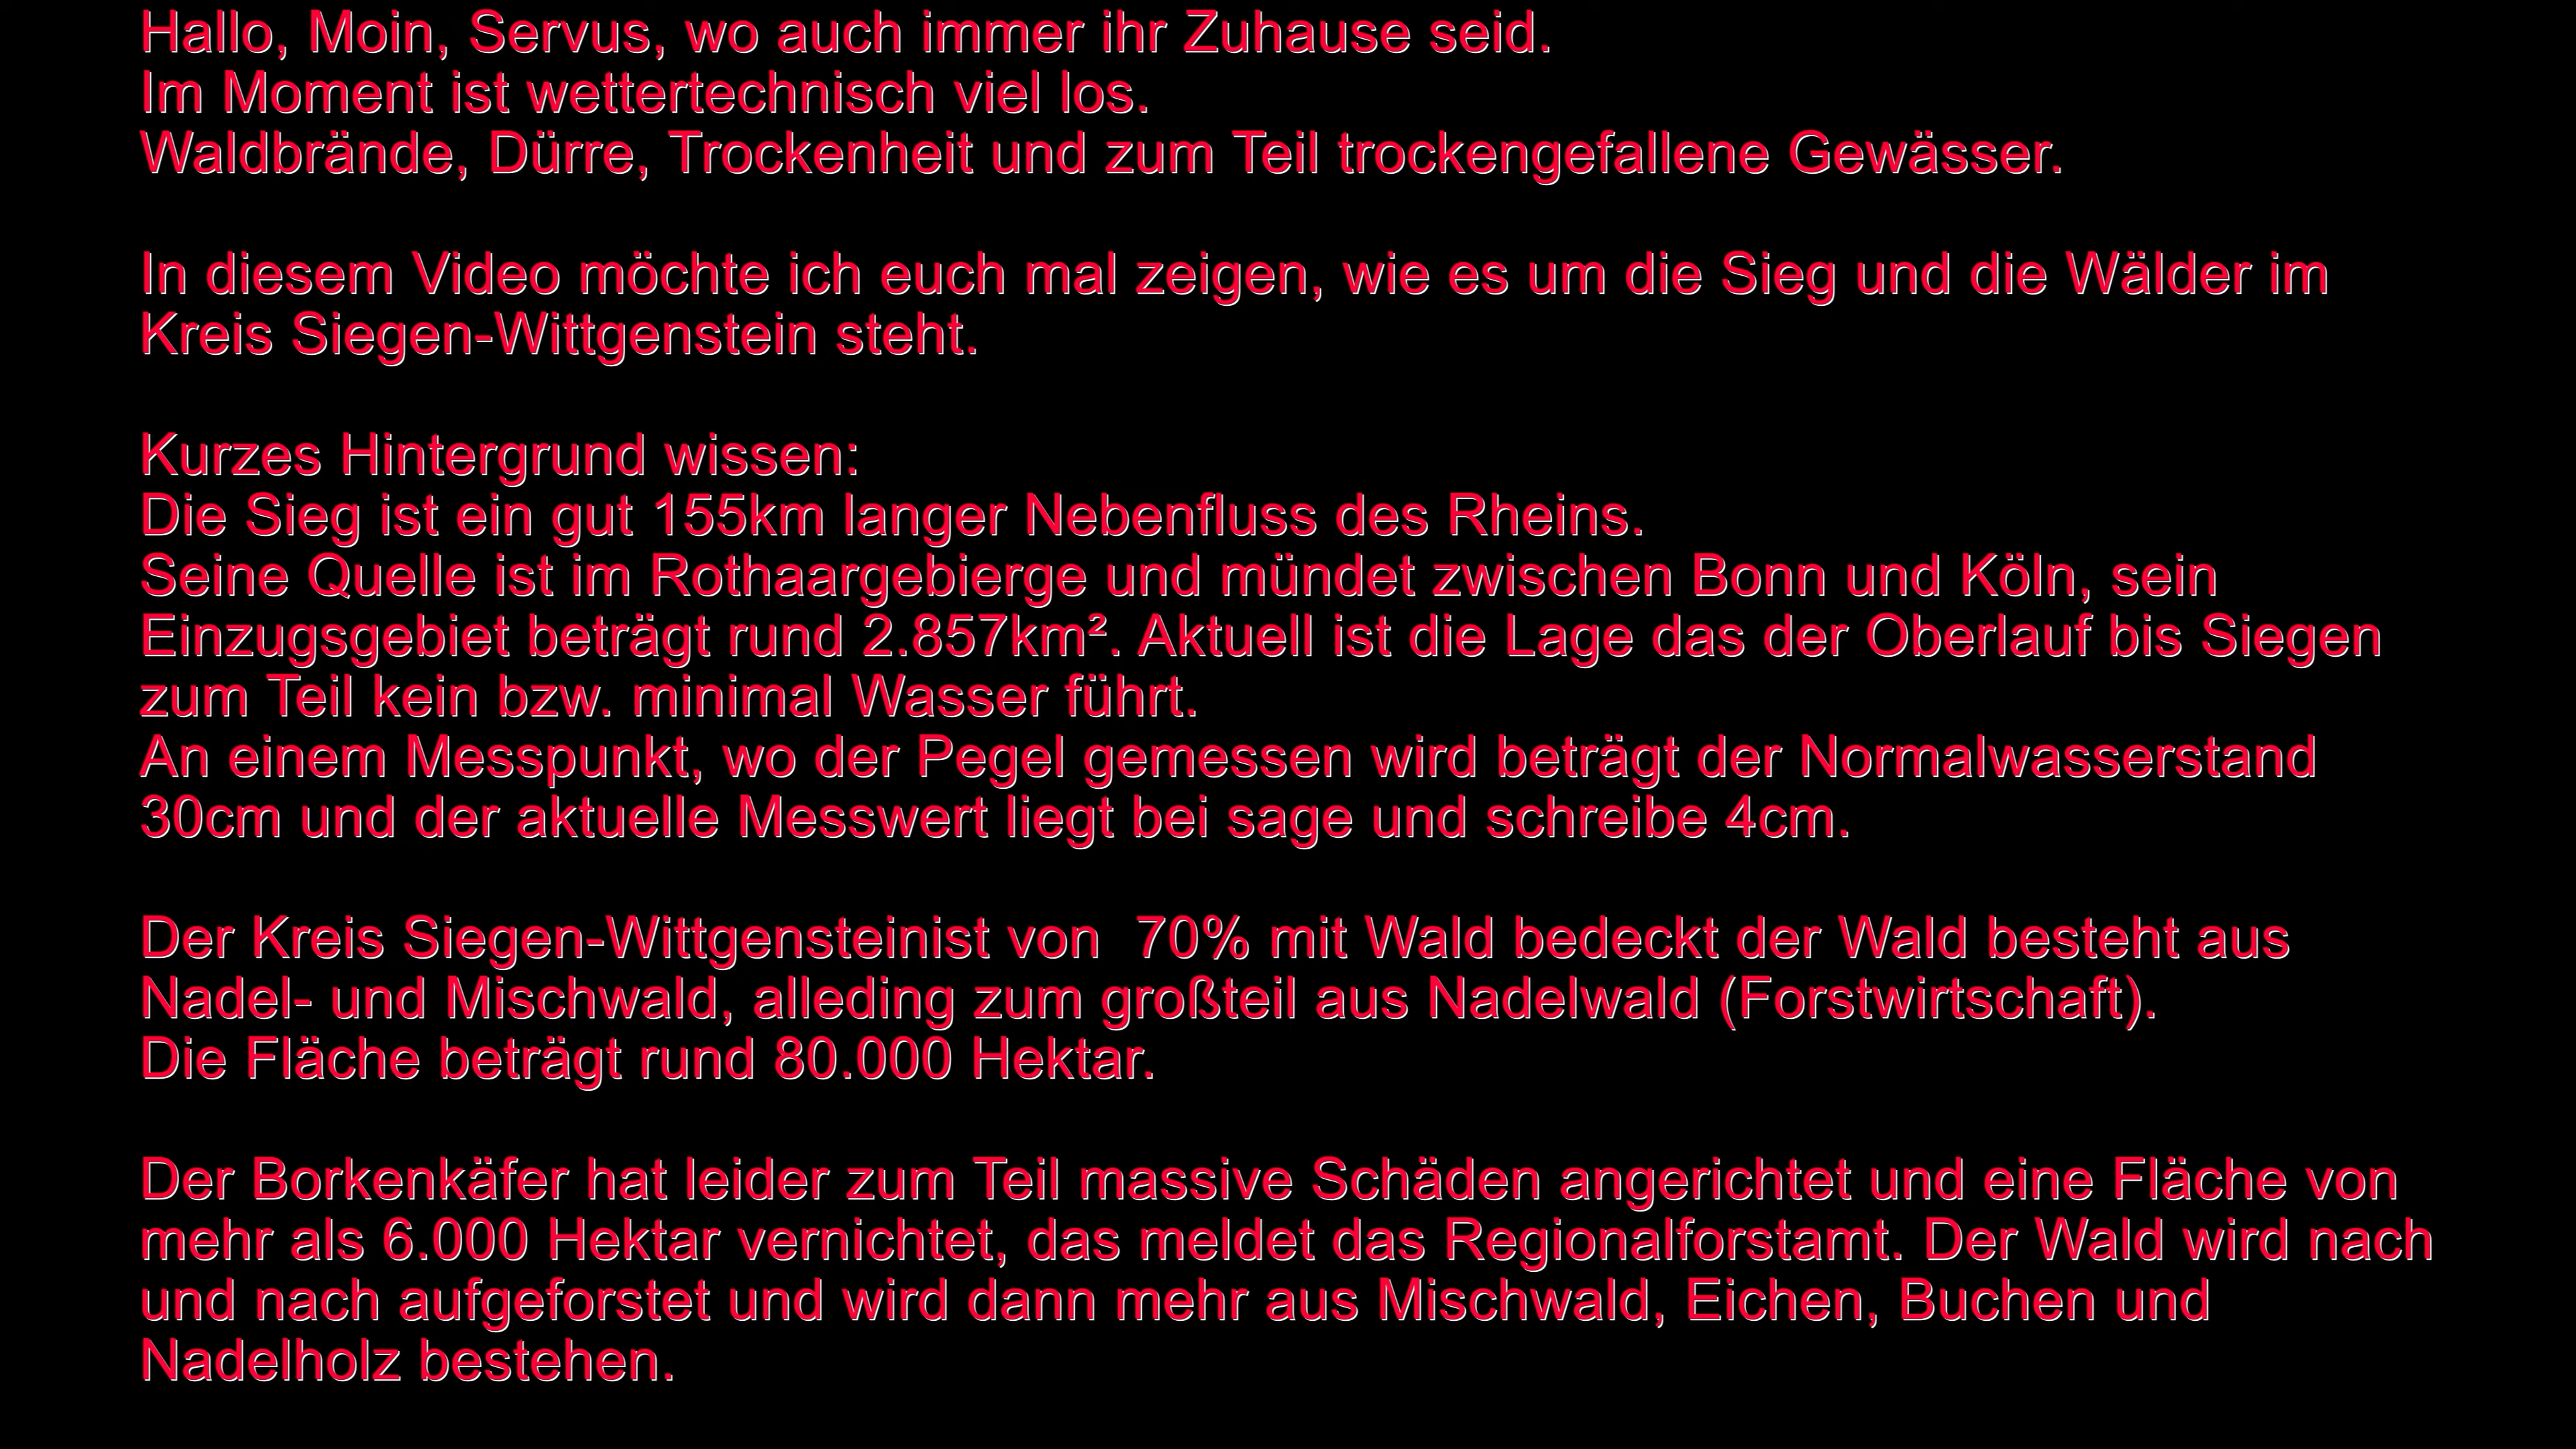 Hallo, Moin, Servus, wo auch immer ihr Zuhause seid.
Im Moment ist wettertechnisch viel los.
Waldbrände, Dürre, Trockenheit und zum Teil trockengefallene Gewässer.
In diesem Video möchte ich euch mal zeigen, wie es um die Sieg und die Wälder im
Kreis Siegen-Wittgenstein steht.
Kurzes Hintergrund wissen:
Die Sieg ist ein gut 155km langer Nebenfluss des Rheins.
Seine Quelle ist im Rothaargebierge und mündet zwischen Bonn und Köln, sein
Einzugsgebiet beträgt rund 2.857km². Aktuell ist die Lage das der Oberlauf bis Siegen
zum Teil kein bzw. minimal Wasser führt.
An einem Messpunkt, wo der Pegel gemessen wird beträgt der Normalwasserstand
30cm und der aktuelle Messwert liegt bei sage und schreibe 4cm.
Der Kreis Siegen-Wittgensteinist von  70% mit Wald bedeckt der Wald besteht aus
Nadel- und Mischwald, alleding zum großteil aus Nadelwald (Forstwirtschaft).
Die Fläche beträgt rund 80.000 Hektar.
Der Borkenkäfer hat leider zum Teil massive Schäden angerichtet und eine Fläche von
mehr als 6.000 Hektar vernichtet, das meldet das Regionalforstamt. Der Wald wird nach
und nach aufgeforstet und wird dann mehr aus Mischwald, Eichen, Buchen und
Nadelholz bestehen.